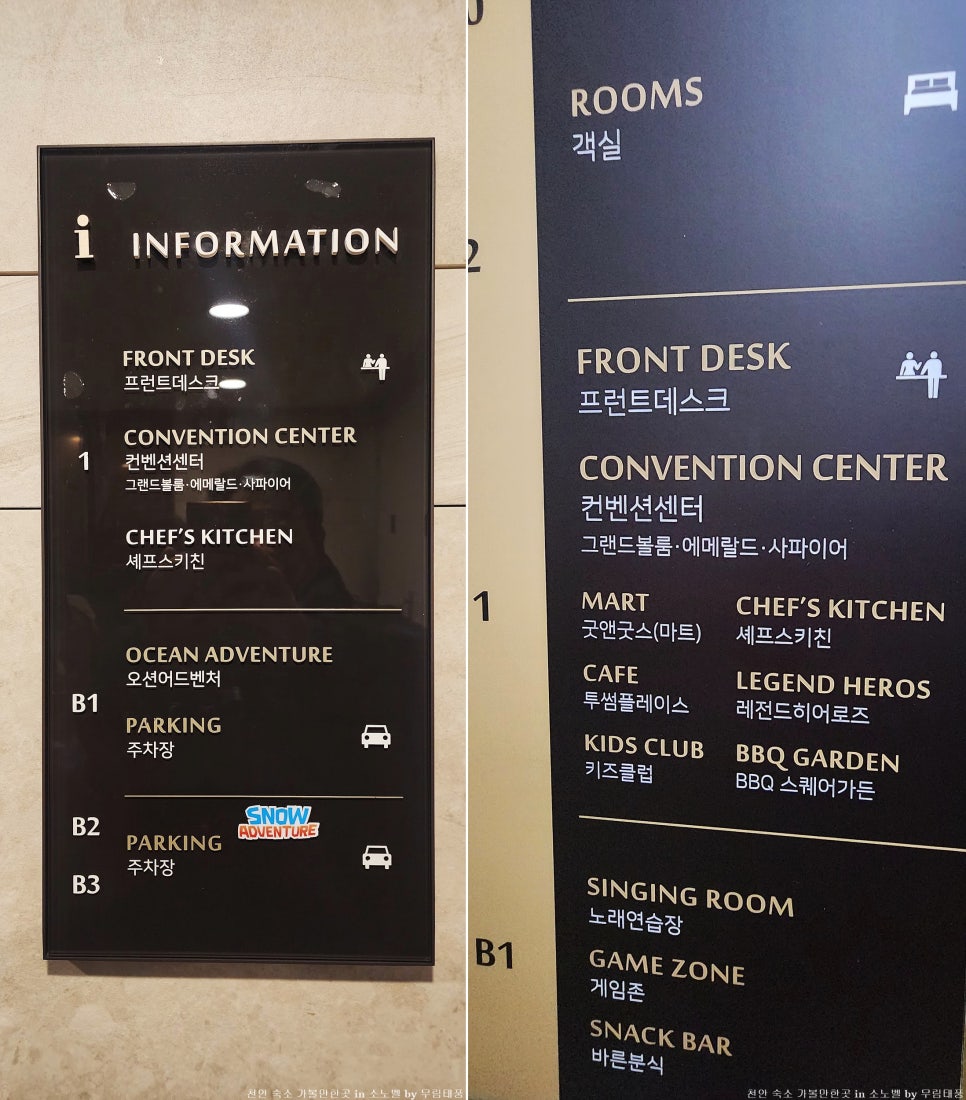 i INFORMATION
FRONT DESK
프런트데스크
1
CONVENTION CENTER
컨벤션센터
그랜드볼룸·에메랄드·사파이어
CHEF'S KITCHEN
셰프스키친
B1
OCEAN ADVENTURE
오션어드벤처
PARKING
주차장
B2
SNOW
ADVENTURE
PARKING
주차장
B3
천안 숙소 가볼만한곳 in 소노벨 by 우림태풍
0
ROOMS
객실
2
FRONT DESK
프런트데스크
CONVENTION CENTER
컨벤션센터
그랜드볼룸·에메랄드·사파이어
1
MART
굿앤굿스(마트)
CHEF'S KITCHEN
셰프스키친
CAFE
투썸플레이스
LEGEND HEROS
레전드히어로즈
KIDS CLUB
키즈클럽
BBQ GARDEN
BBQ 스퀘어가든
B1
SINGING ROOM
노래연습장
GAME ZONE
게임존
SNACK BAR
바른분식
천안 숙소 가볼만한곳 in 소노벨 by 우림태풍